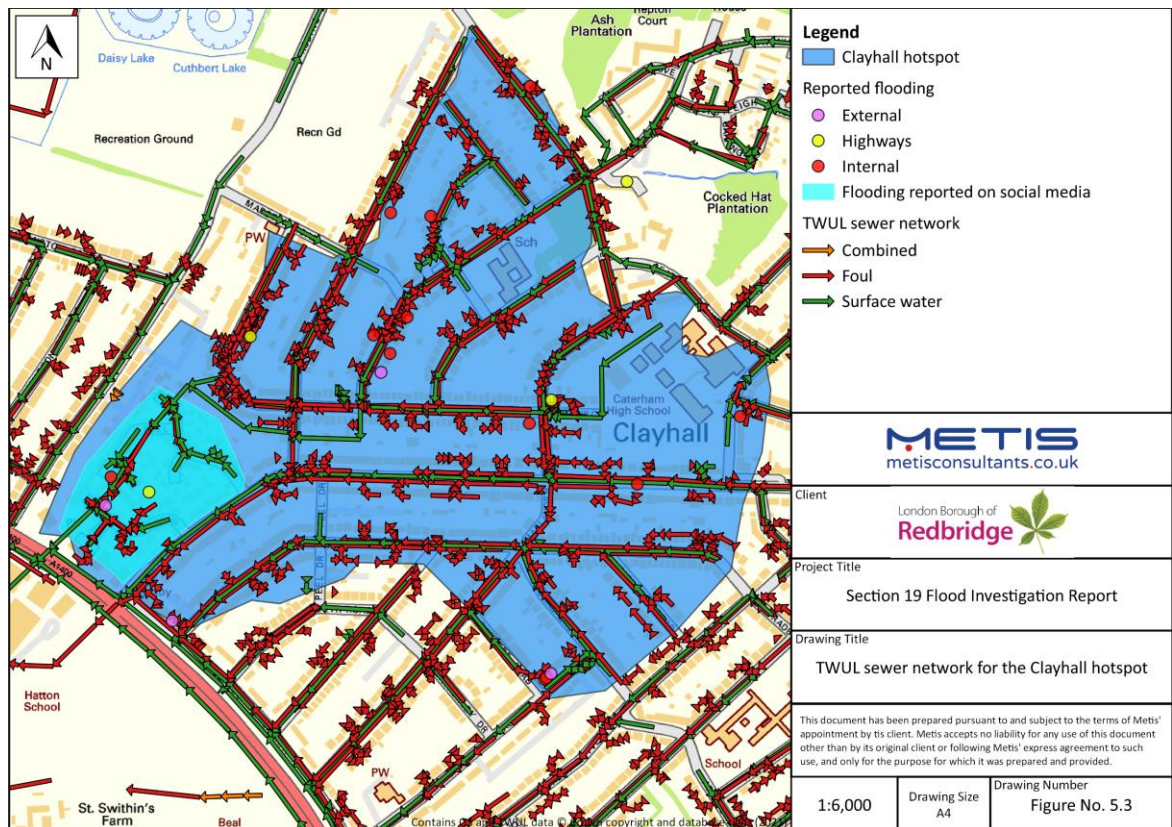 N
Daisy Lake
Cuthbert Lake
Recreation Ground
Recn Gd
Ash
Plantation
Repton
Court
Cocked Hat
Plantation
PW
Sch
Caterham
High School
Clayhall
A1400
PEEL DR
DR
Hatton
School
PW
School
St. Swithin's
Farm
Beal
Legend
Clayhall hotspot
Reported flooding
External
Highways
Internal
Flooding reported on social media
TWUL sewer network
Combined
Foul
Surface water
METIS
metisconsultants.co.uk
Client
London Borough of
Redbridge
Project Title
Section 19 Flood Investigation Report
Drawing Title
TWUL sewer network for the Clayhall hotspot
This document has been prepared pursuant to and subject to the terms of Metis'
appointment by tis client. Metis accepts no liability for any use of this document
other than by its original client or following Metis' express agreement to such
use, and only for the purpose for which it was prepared and provided.
1:6,000
Drawing Size
A4
Drawing Number
Figure No. 5.3